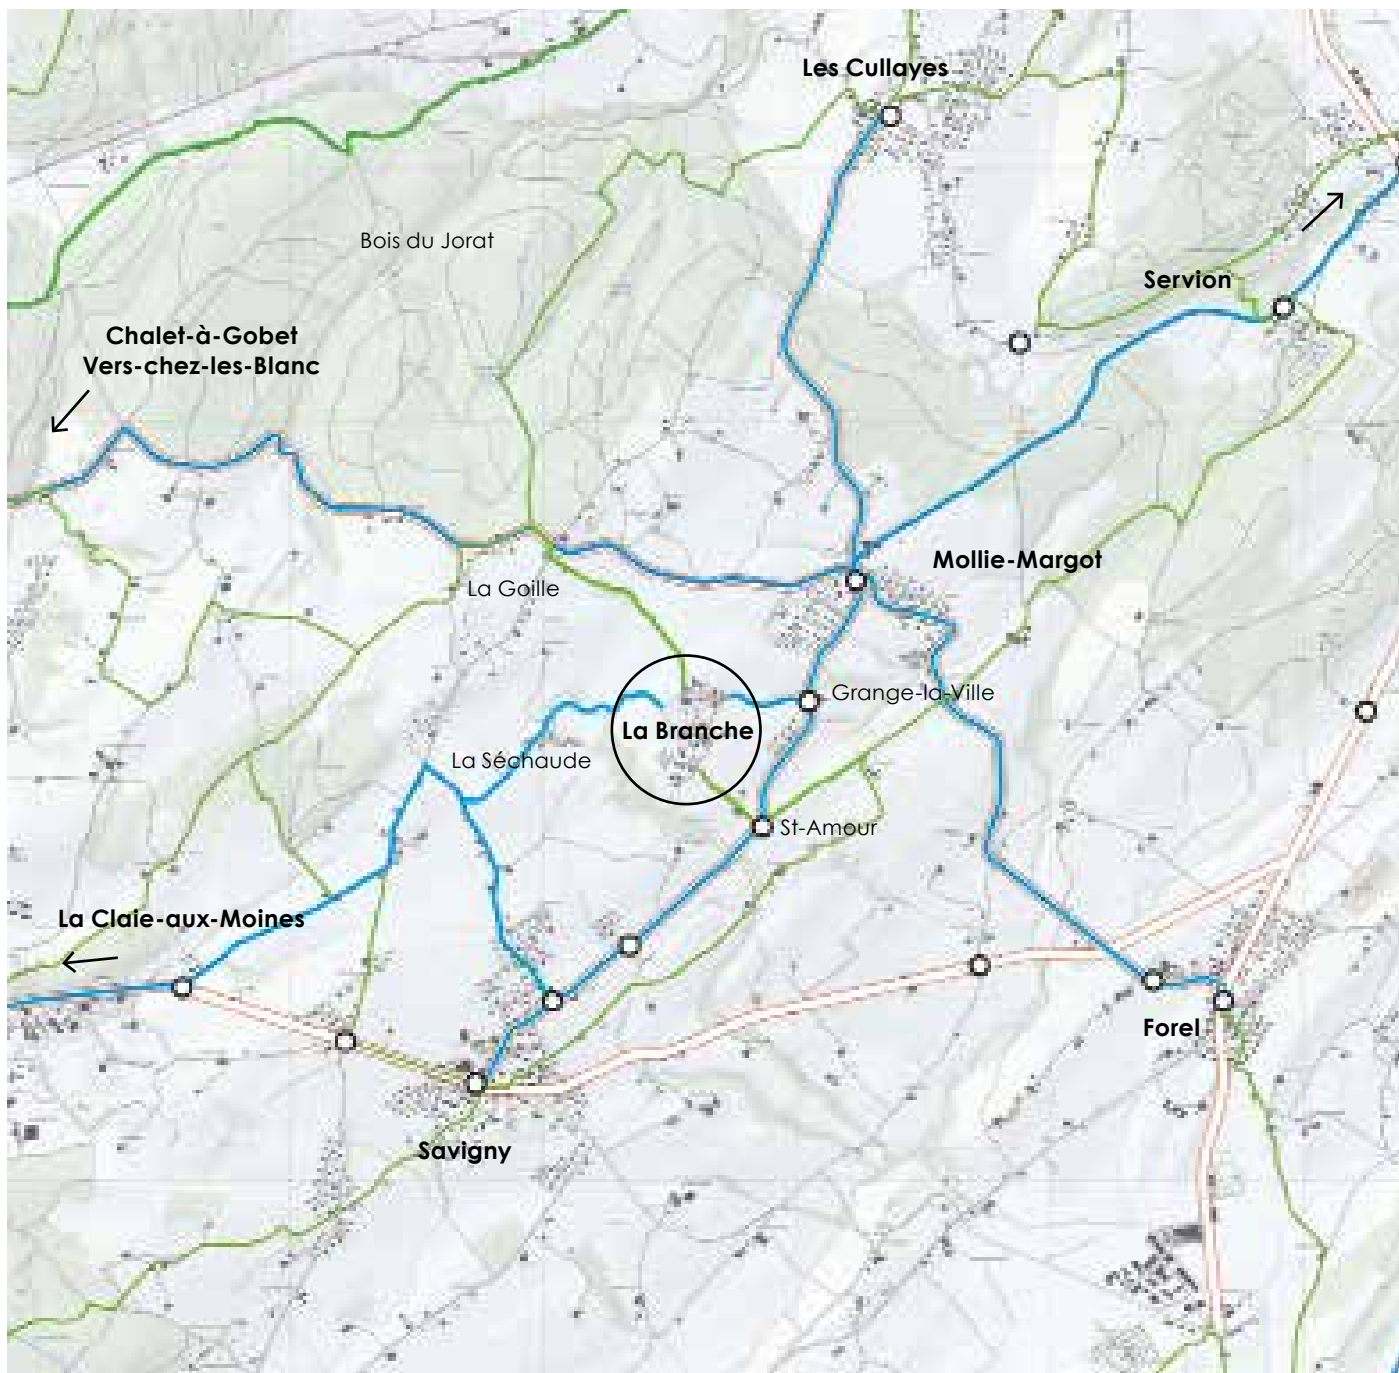 Les Cullayes
Bois du Jorat
Servion
Chalet-à-Gobet
Vers-chez-les-Blanc
Mollie-Margot
La Goille
Grange-la-Ville
La Branche
La Séchaude
St-Amour
La Claie-aux-Moines
Forel
Savigny